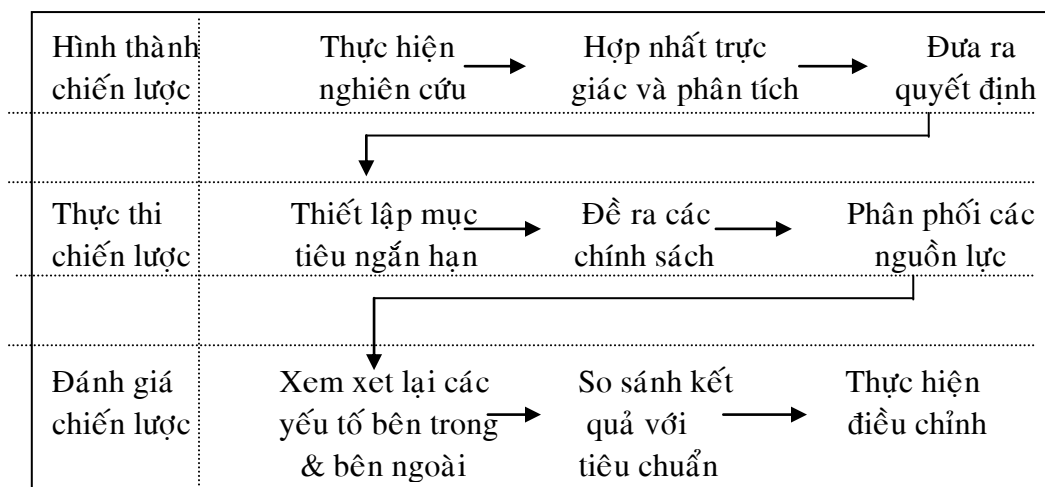 Hình thành
chiến lược
Thực hiện
nghiên cứu
Hợp nhất trực
giác và phân tích
Đưa ra
quyết định
Thực thi
chiến lược
Thiết lập mục
tiêu ngắn hạn
Đề ra các
chính sách
Phân phối các
nguồn lực
Đánh giá
chiến lược
Xem xet lại các
yếu tố bên trong
& bên ngoài
So sánh kết
quả với
tiêu chuẩn
Thực hiện
điều chỉnh